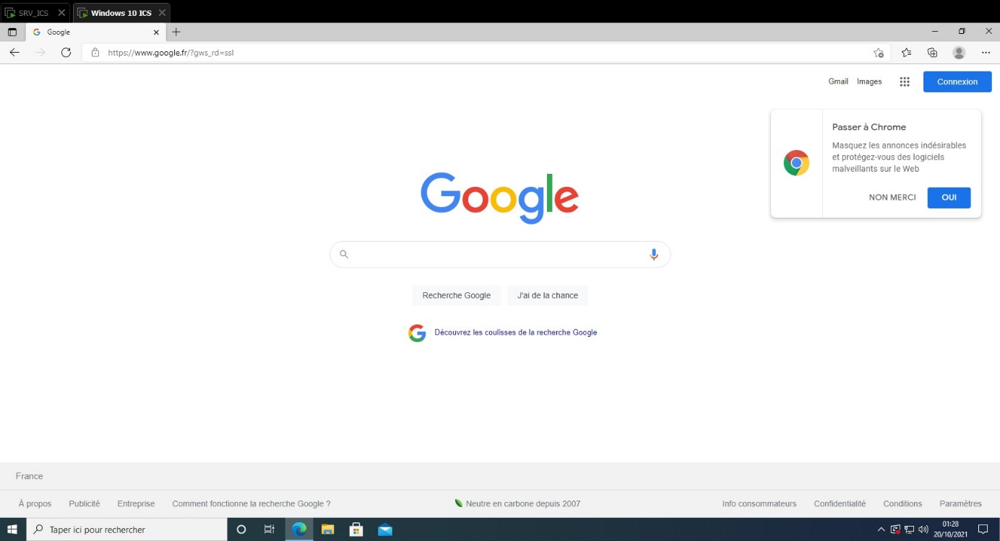 SRV_ICS
Windows 10 ICS
Google
https://www.google.fr/?gws_rd=ssl
Gmail Images
Connexion
Passer à Chrome
Masquez les annonces indésirables
et protégez-vous des logiciels
malveillants sur le Web
NON MERCI
OUI
Google
Recherche Google
J'ai de la chance
Découvrez les coulisses de la recherche Google
France
À propos Publicité Entreprise Comment fonctionne la recherche Google ?
Neutre en carbone depuis 2007
Info consommateurs Confidentialité Conditions Paramètres
Taper ici pour rechercher
01:28
20/10/2021